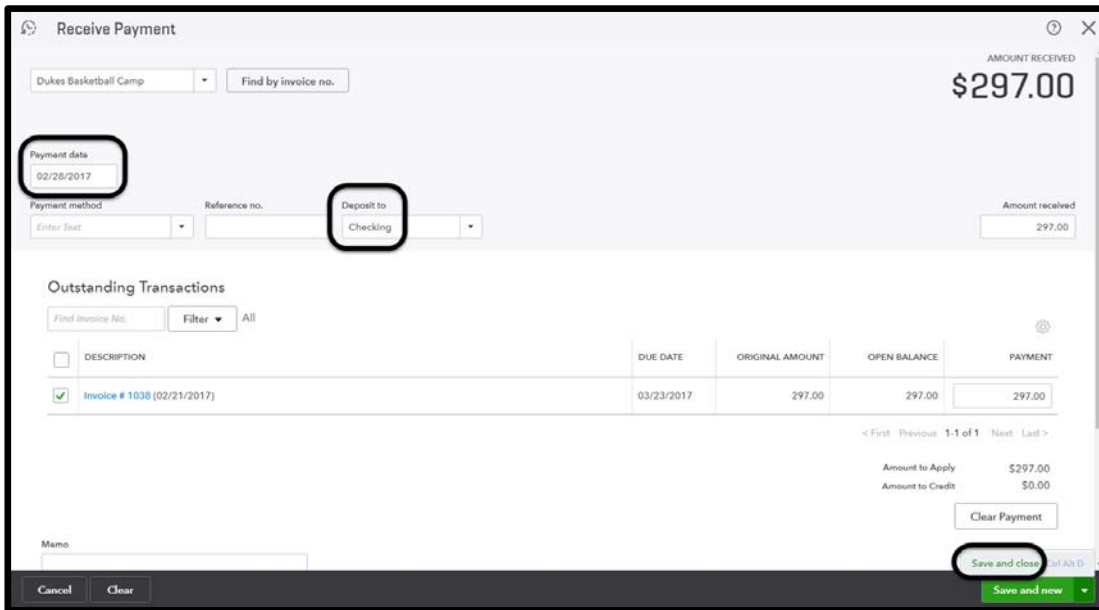 Receive Payment
AMOUNT RECEIVED
Dukes Basketball Camp Find by invoice no. $297.00
Payment date
02/28/2017
Payment method Reference no. Deposit to Amount received
Enter Text Checking 297.00
Outstanding Transactions
Find Invoice No. Filter All
DESCRIPTION DUE DATE ORIGINAL AMOUNT OPEN BALANCE PAYMENT
Invoice # 1038 (02/21/2017) 03/23/2017 297.00 297.00 297.00
< First Previous 1-1 of 1 Next Last >
Amount to Apply $297.00
Amount to Credit $0.00
Clear Payment
Memo
Save and close Ctrl Alt D
Cancel Clear Save and new